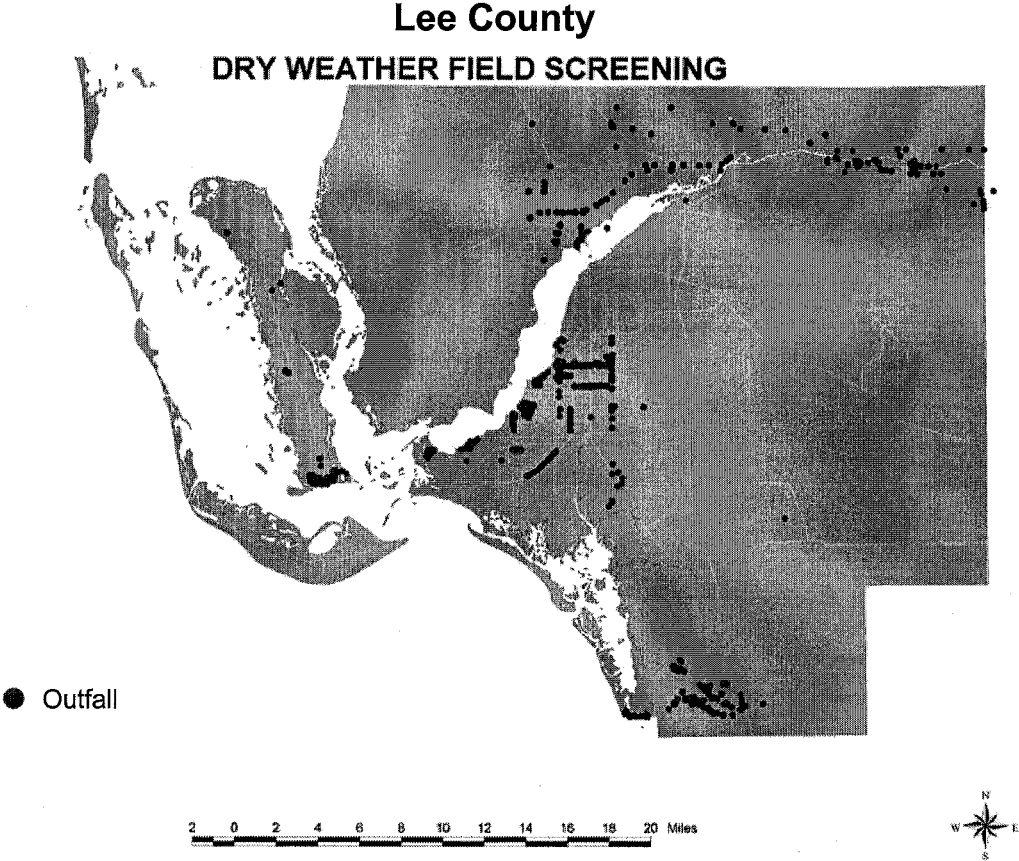 Lee County
DRY WEATHER FIELD SCREENING
Outfall
2 0 2 4 6 8 10 12 14 16 18 20 Miles
N
W E
S